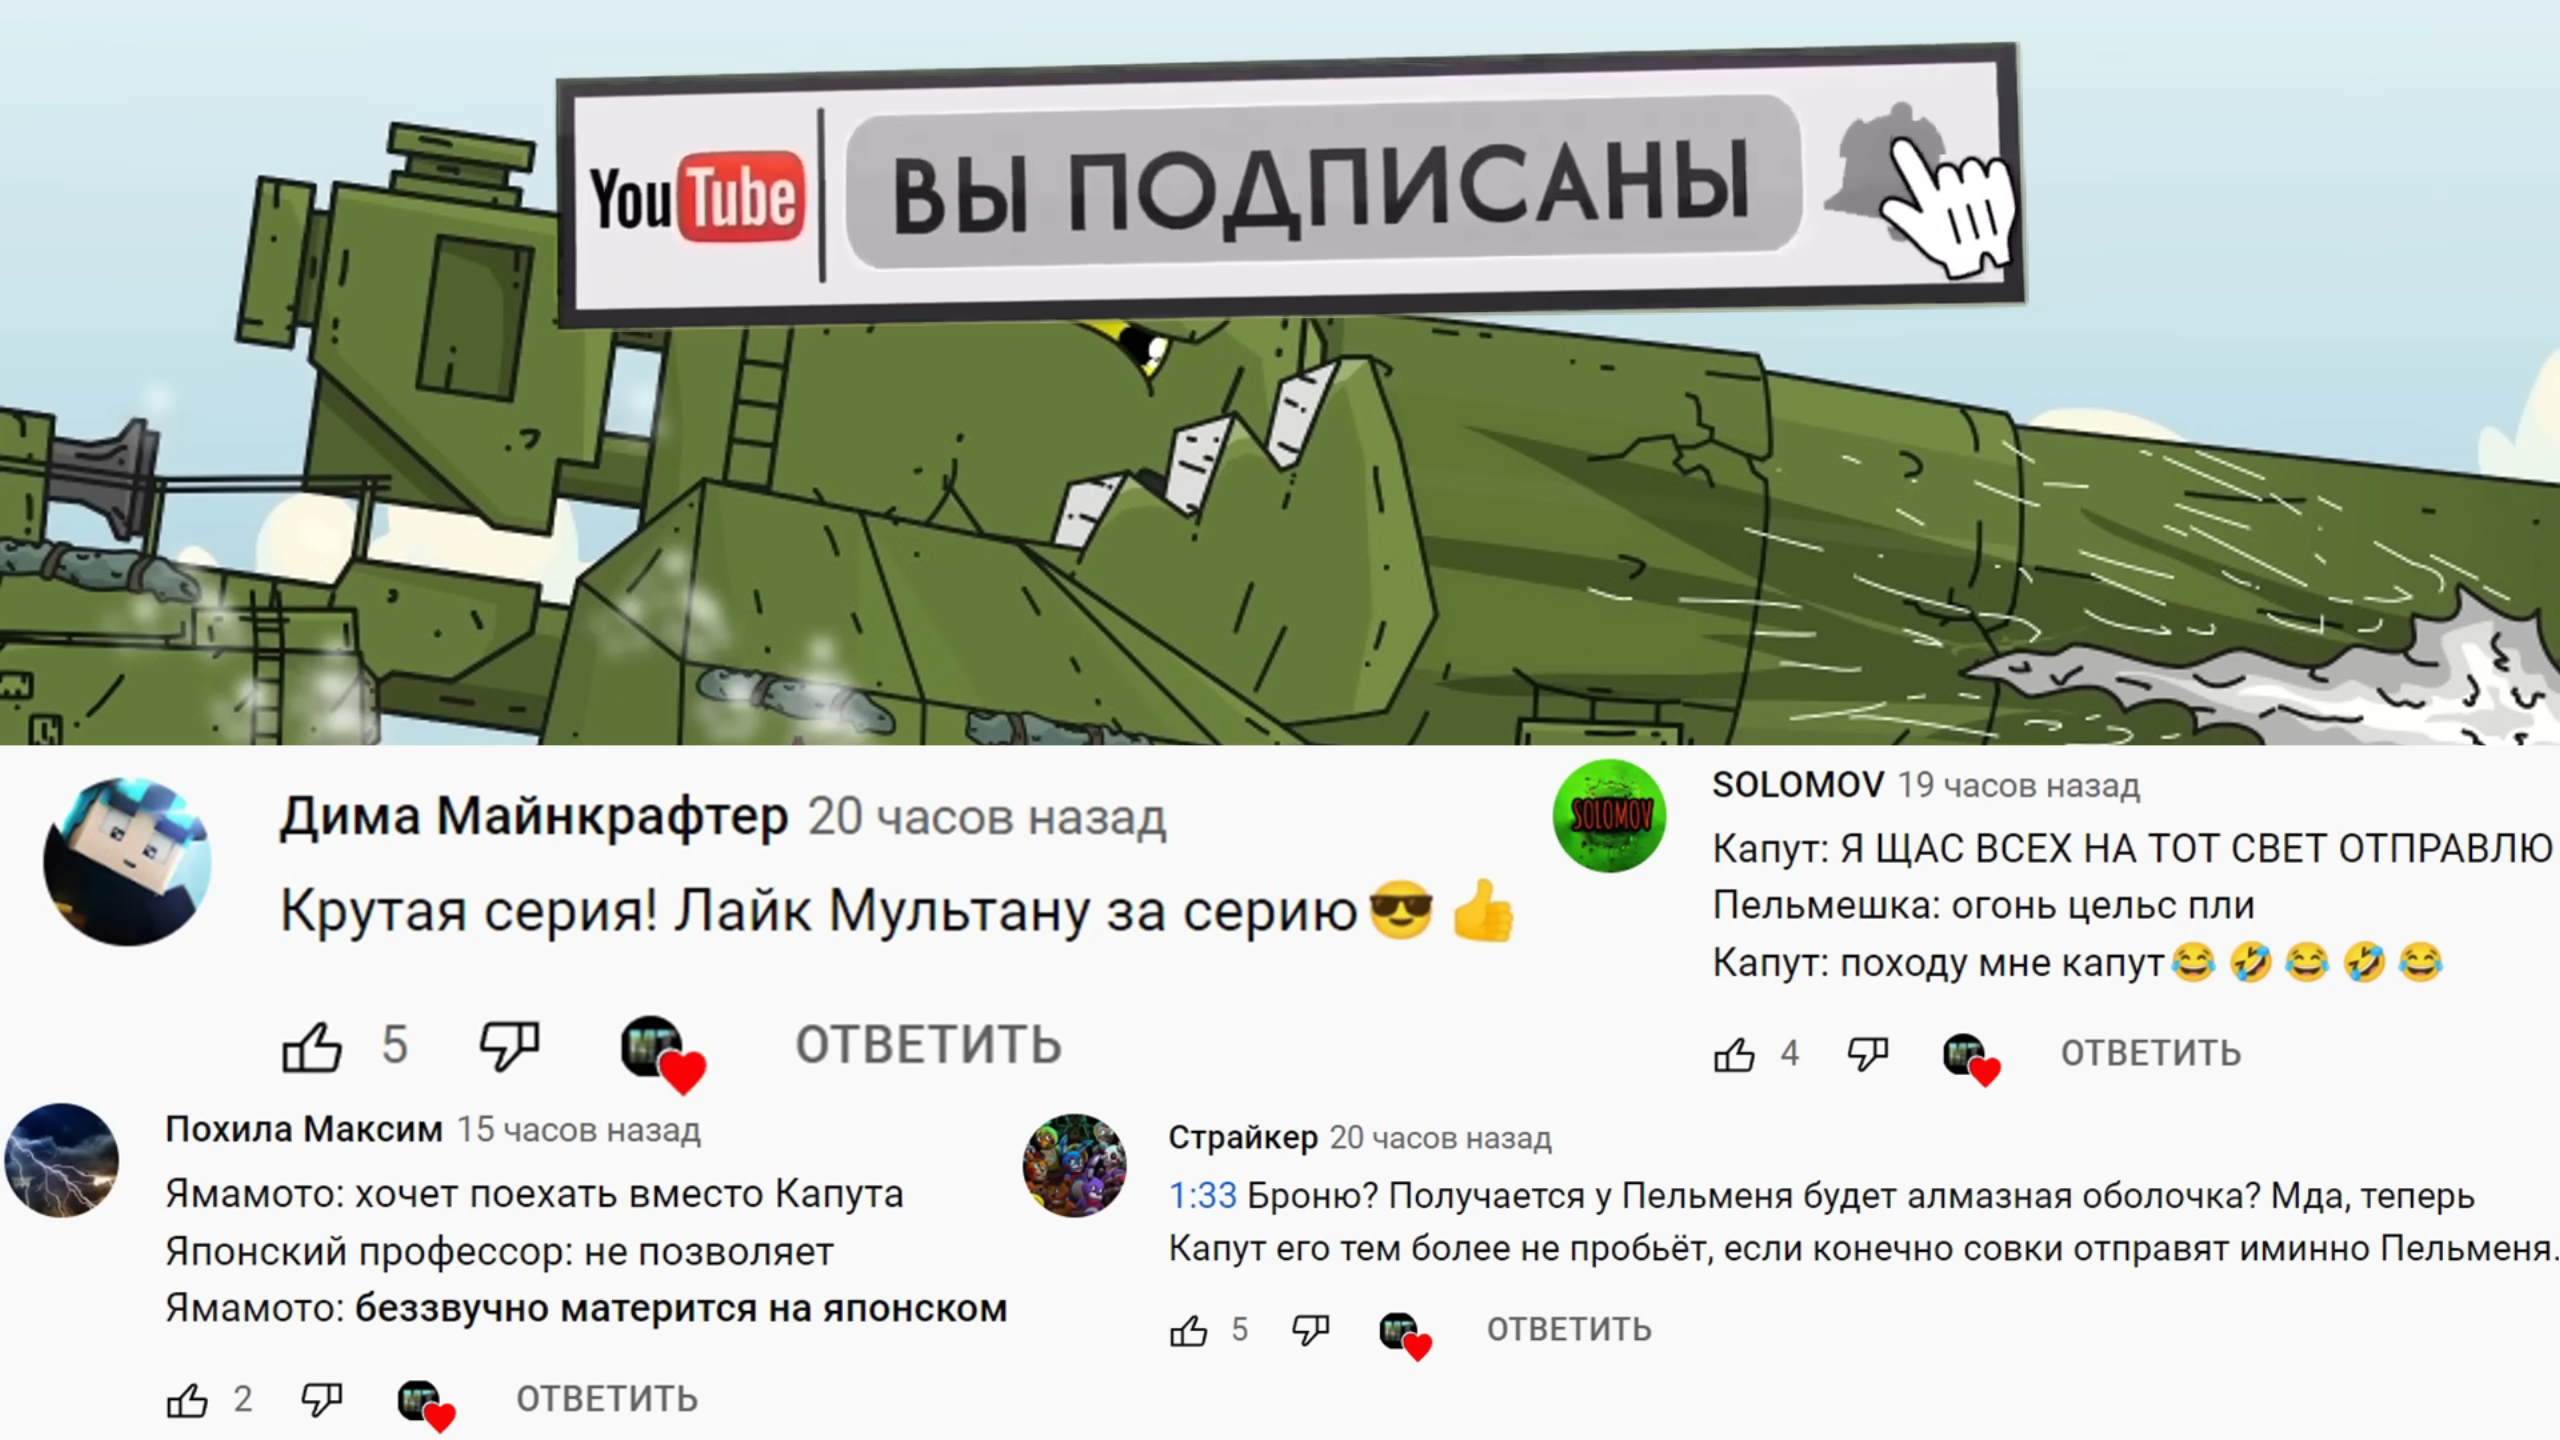 YouTube ВЫ ПОДПИСАНЫ
Дима Майнкрафтер 20 часов назад
Крутая серия! Лайк Мультану за серию😎👍
5 ОТВЕТИТЬ
SOLOMOV
SOLOMOV 19 часов назад
Капут: Я ЩАС ВСЕХ НА ТОТ СВЕТ ОТПРАВЛЮ
Пельмешка: огонь цельс пли
Капут: походу мне капут😂🤣😂🤣😂
4 ОТВЕТИТЬ
Похила Максим 15 часов назад
Ямамото: хочет поехать вместо Капута
Японский профессор: не позволяет
Ямамото: беззвучно матерится на японском
2 ОТВЕТИТЬ
Страйкер 20 часов назад
1:33 Броню? Получается у Пельменя будет алмазная оболочка? Мда, теперь
Капут его тем более не пробьёт, если конечно совки отправят иминно Пельменя.
5 ОТВЕТИТЬ